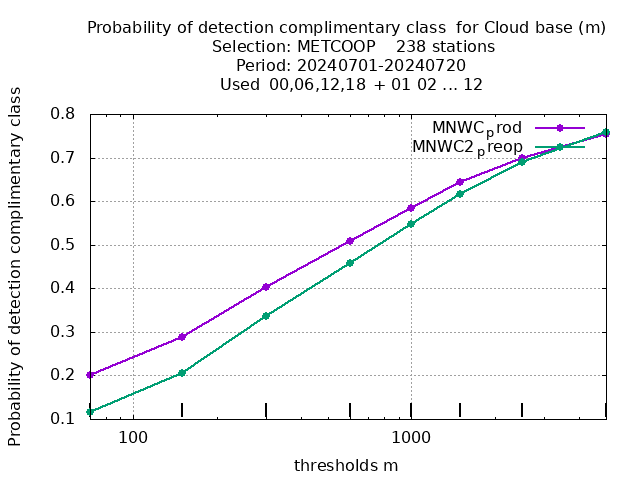 Probability of detection complimentary class  for Cloud base (m)
Selection: METCOOP    238 stations
Period: 20240701-20240720
Used  00,06,12,18  + 01 02 ... 12
Probability of detection complimentary class
0.8
0.7
0.6
0.5
0.4
0.3
0.2
0.1
MNWCprod
MNWC2preop
100
1000
thresholds m